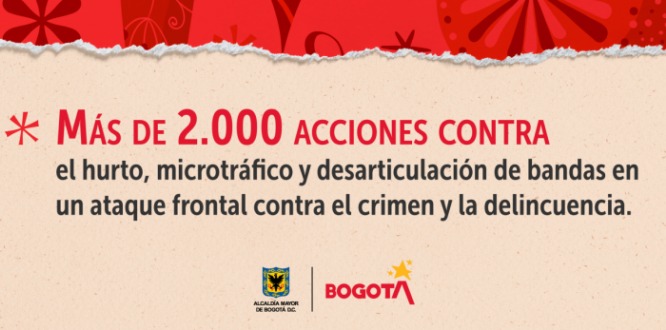 * MÁS DE 2.000 ACCIONES CONTRA
el hurto, microtráfico y desarticulación de bandas en
un ataque frontal contra el crimen y la delincuencia.
ALCALDÍA MAYOR
DE BOGOTÁ D.C.
BOGOTÁ